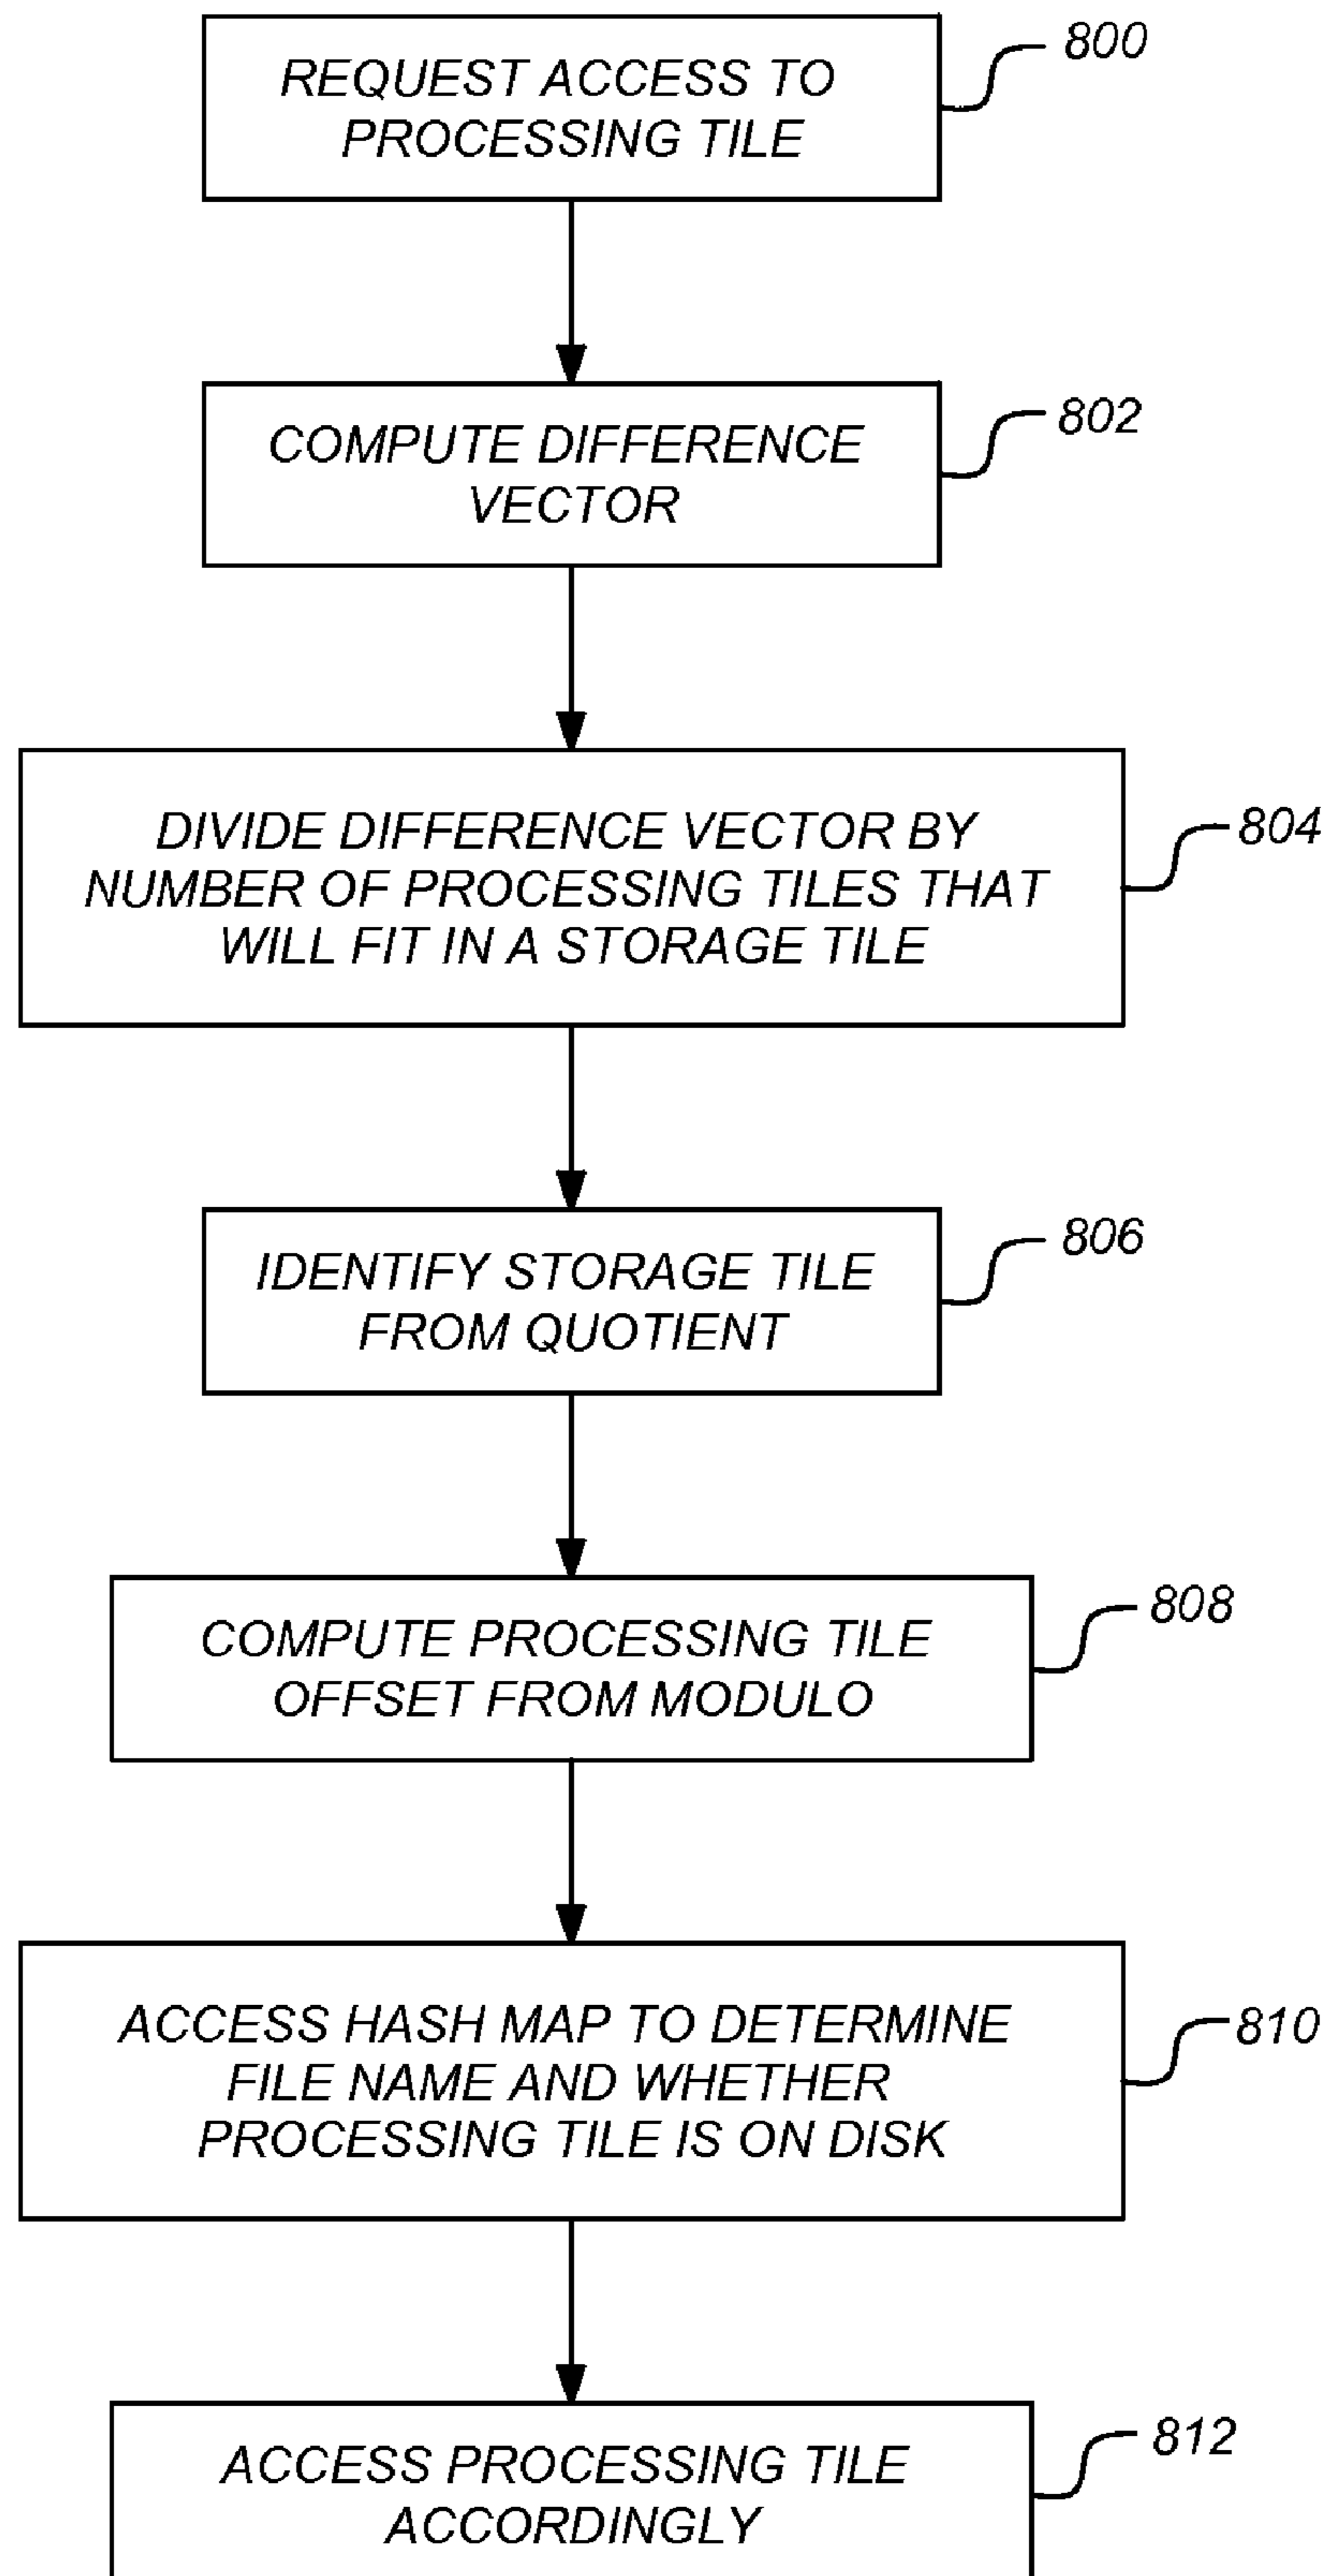 REQUEST ACCESS TO
PROCESSING TILE
800
COMPUTE DIFFERENCE
VECTOR
802
DIVIDE DIFFERENCE VECTOR BY
NUMBER OF PROCESSING TILES THAT
WILL FIT IN A STORAGE TILE
804
IDENTIFY STORAGE TILE
FROM QUOTIENT
806
COMPUTE PROCESSING TILE
OFFSET FROM MODULO
808
ACCESS HASH MAP TO DETERMINE
FILE NAME AND WHETHER
PROCESSING TILE IS ON DISK
810
ACCESS PROCESSING TILE
ACCORDINGLY
812